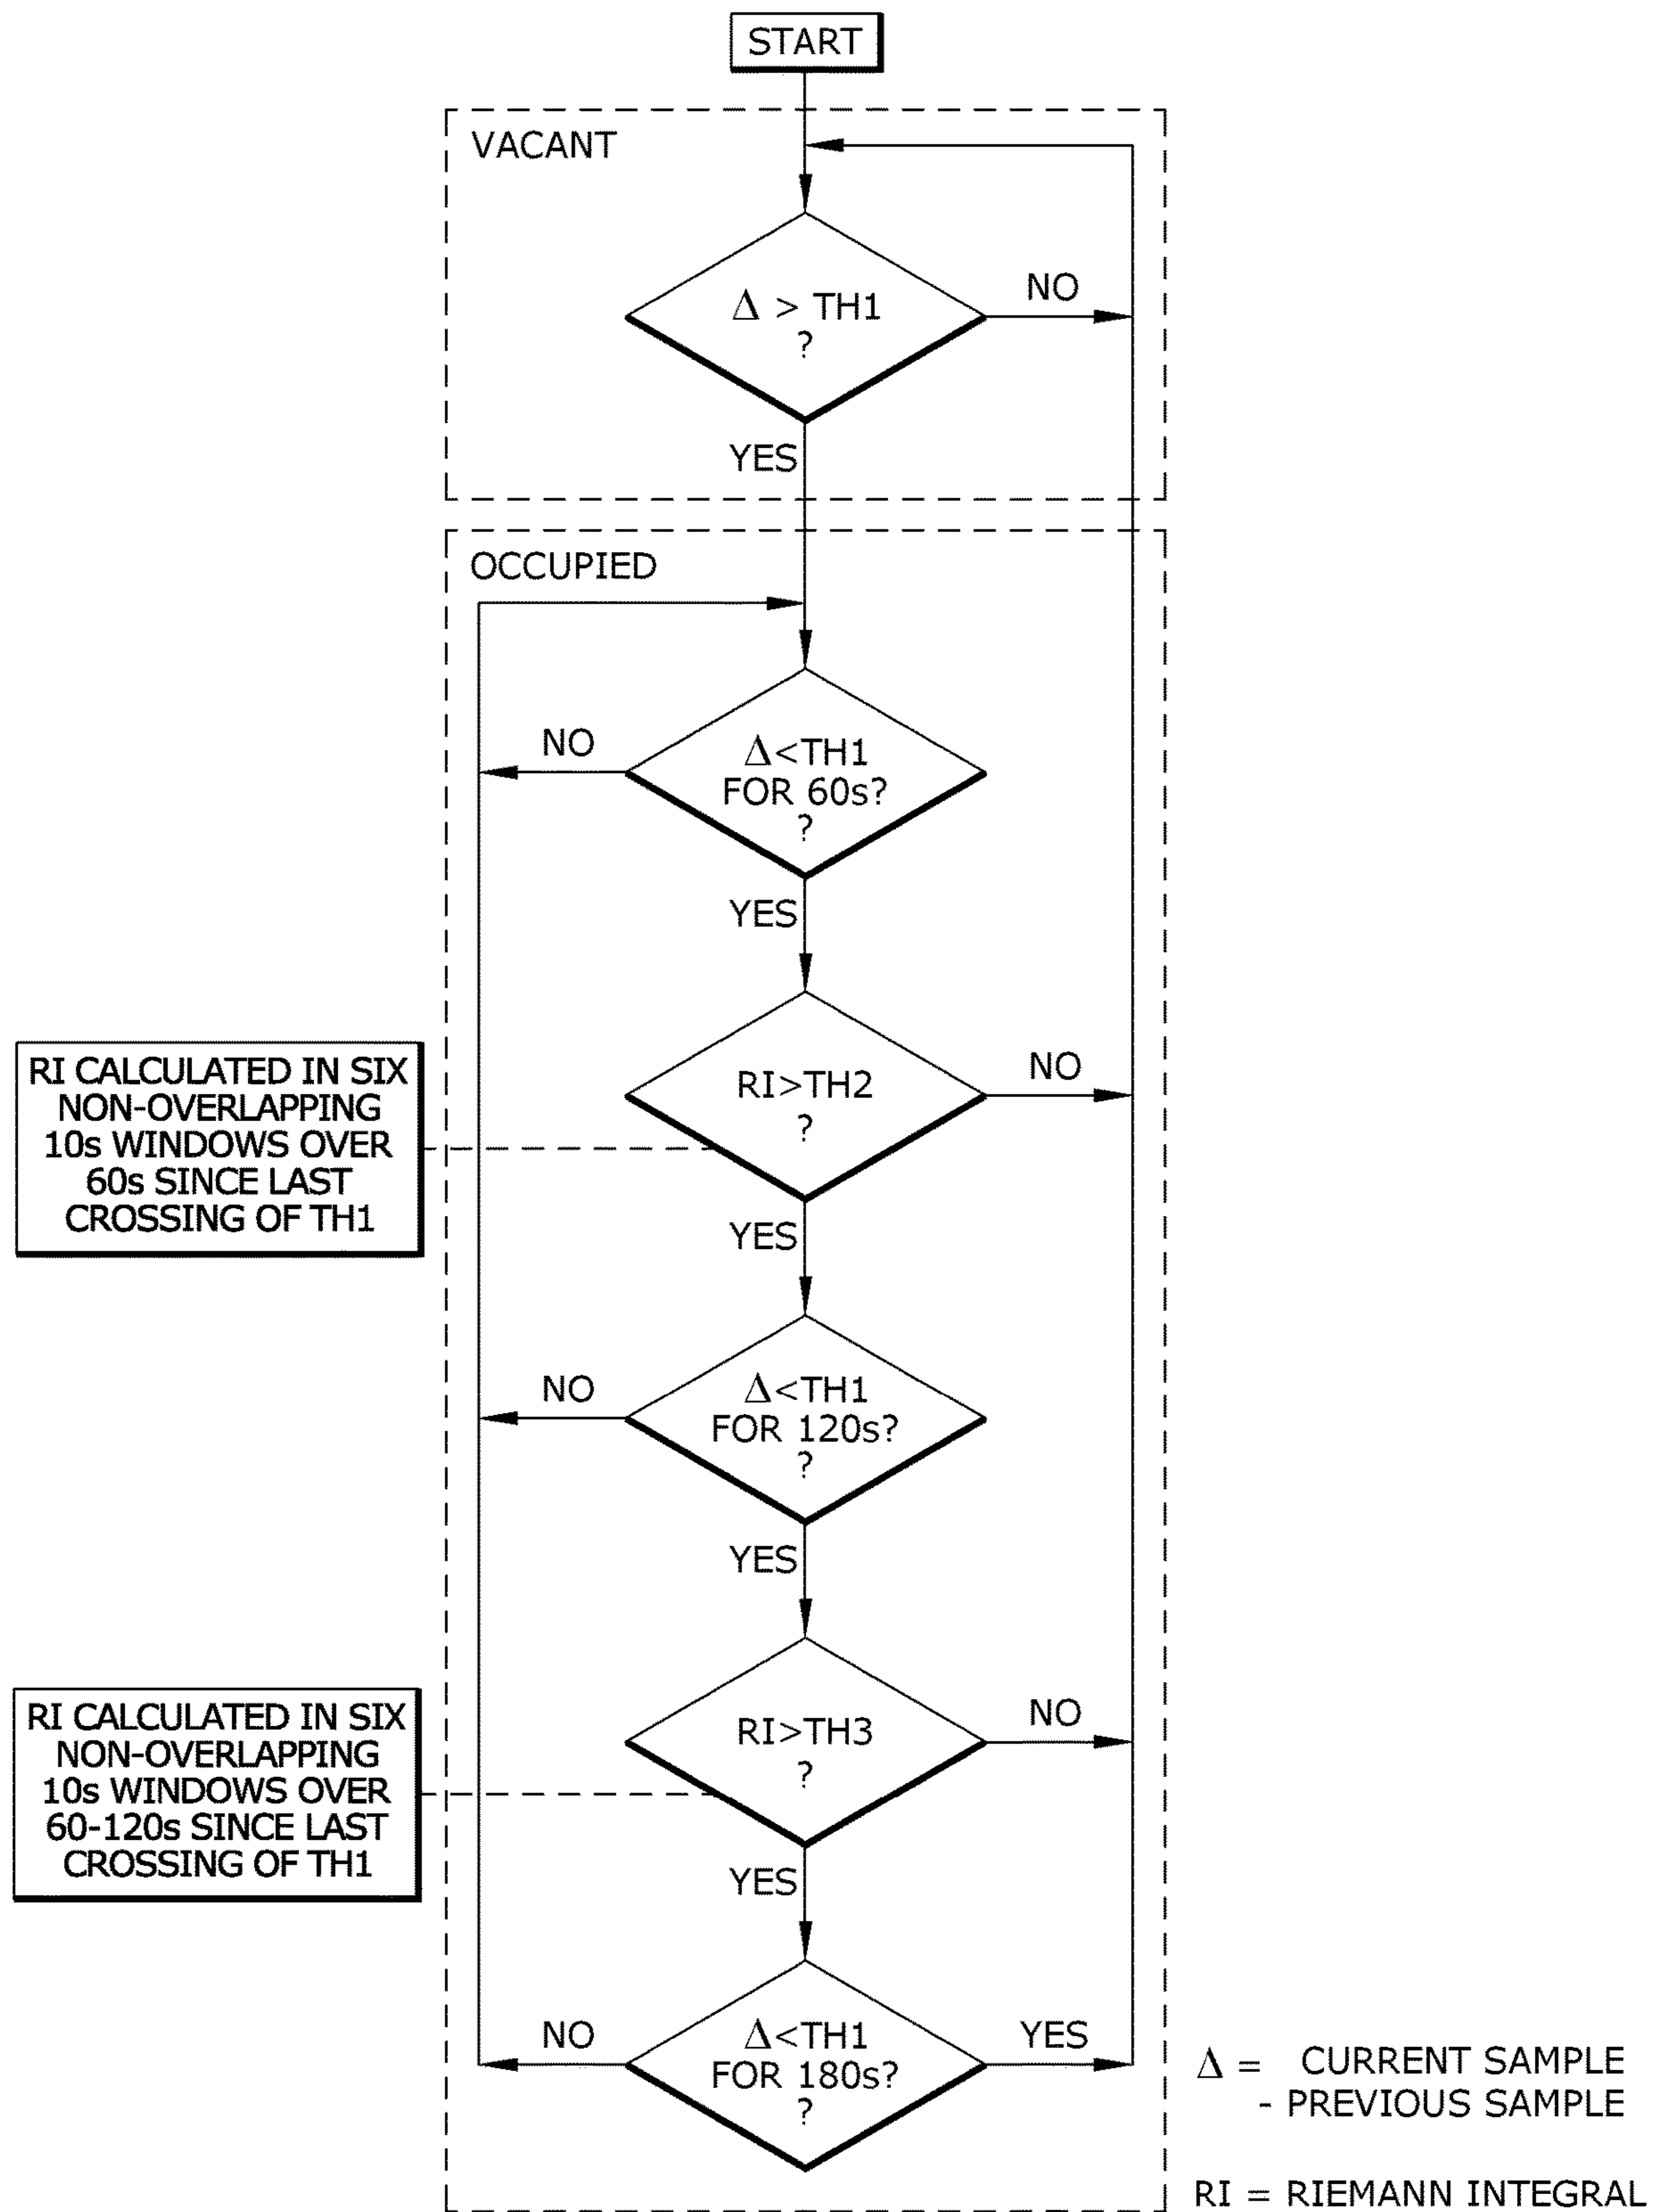 START
VACANT
Δ > TH1
?
NO
YES
OCCUPIED
Δ<TH1
FOR 60s?
?
NO
YES
RI>TH2
?
NO
RI CALCULATED IN SIX
NON-OVERLAPPING
10s WINDOWS OVER
60s SINCE LAST
CROSSING OF TH1
YES
Δ<TH1
FOR 120s?
?
NO
YES
RI>TH3
?
NO
RI CALCULATED IN SIX
NON-OVERLAPPING
10s WINDOWS OVER
60-120s SINCE LAST
CROSSING OF TH1
YES
Δ<TH1
FOR 180s?
?
NO
YES
Δ = CURRENT SAMPLE
- PREVIOUS SAMPLE
RI = RIEMANN INTEGRAL